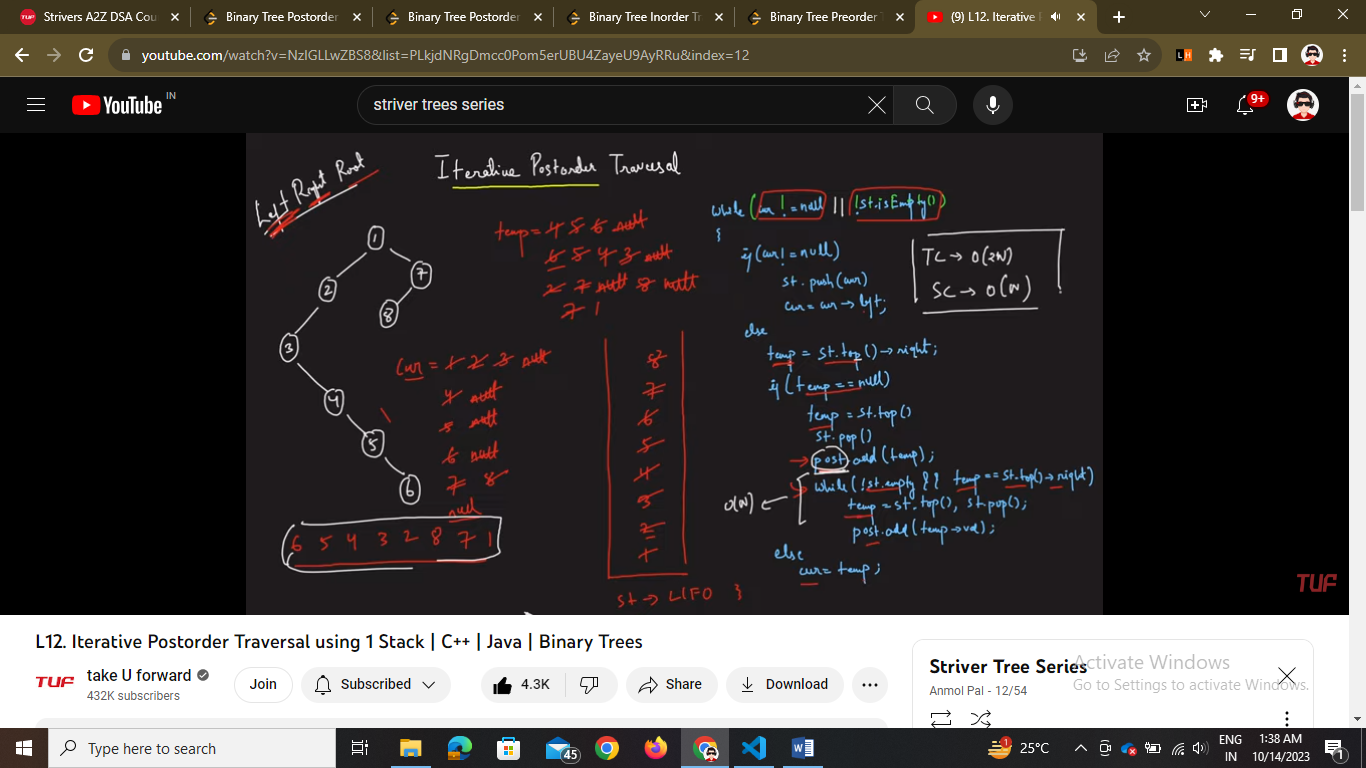 Strivers A2Z DSA Cou
Binary Tree Postorder
Binary Tree Postorder
Binary Tree Inorder Tr
Binary Tree Preorder T
(9) L12. Iterative P
youtube.com/watch?v=NzIGLLwZBS8&list=PLkjdNRgDmcc0Pom5erUBU4ZayeU9AyRRu&index=12
YouTube IN
striver trees series
9+
Left Right Root
Iterative Postorder Traversal
while (cur != null || !st.isEmpty())
{
if (cur != null)
st.push(cur)
cur = cur → left;
else
temp = st.top() → right;
if (temp == null)
temp = st.top()
st.pop()
post.add(temp);
while (!st.empty && temp == st.top() → right)
temp = st.top(), st.pop();
post.add(temp → val);
else
cur = temp;
}
TC → O(2N)
SC → O(N)
O(N) ←
temp = 4 5 6 null
6 5 4 3 null
2 7 null 8 null
7 1
1
2
7
8
3
4
5
6
cur = 1 2 3 null
4 null
5 null
6 null
7 8
null
8
7
6
5
4
3
2
1
st → LIFO
6 5 4 3 2 8 7 1
TUF
L12. Iterative Postorder Traversal using 1 Stack | C++ | Java | Binary Trees
TUF
take U forward
432K subscribers
Join
Subscribed
4.3K
Share
Download
Striver Tree Series
Anmol Pal - 12/54
Activate Windows
Go to Settings to activate Windows.
Type here to search
45
1
25°C
ENG
IN
1:38 AM
10/14/2023
1